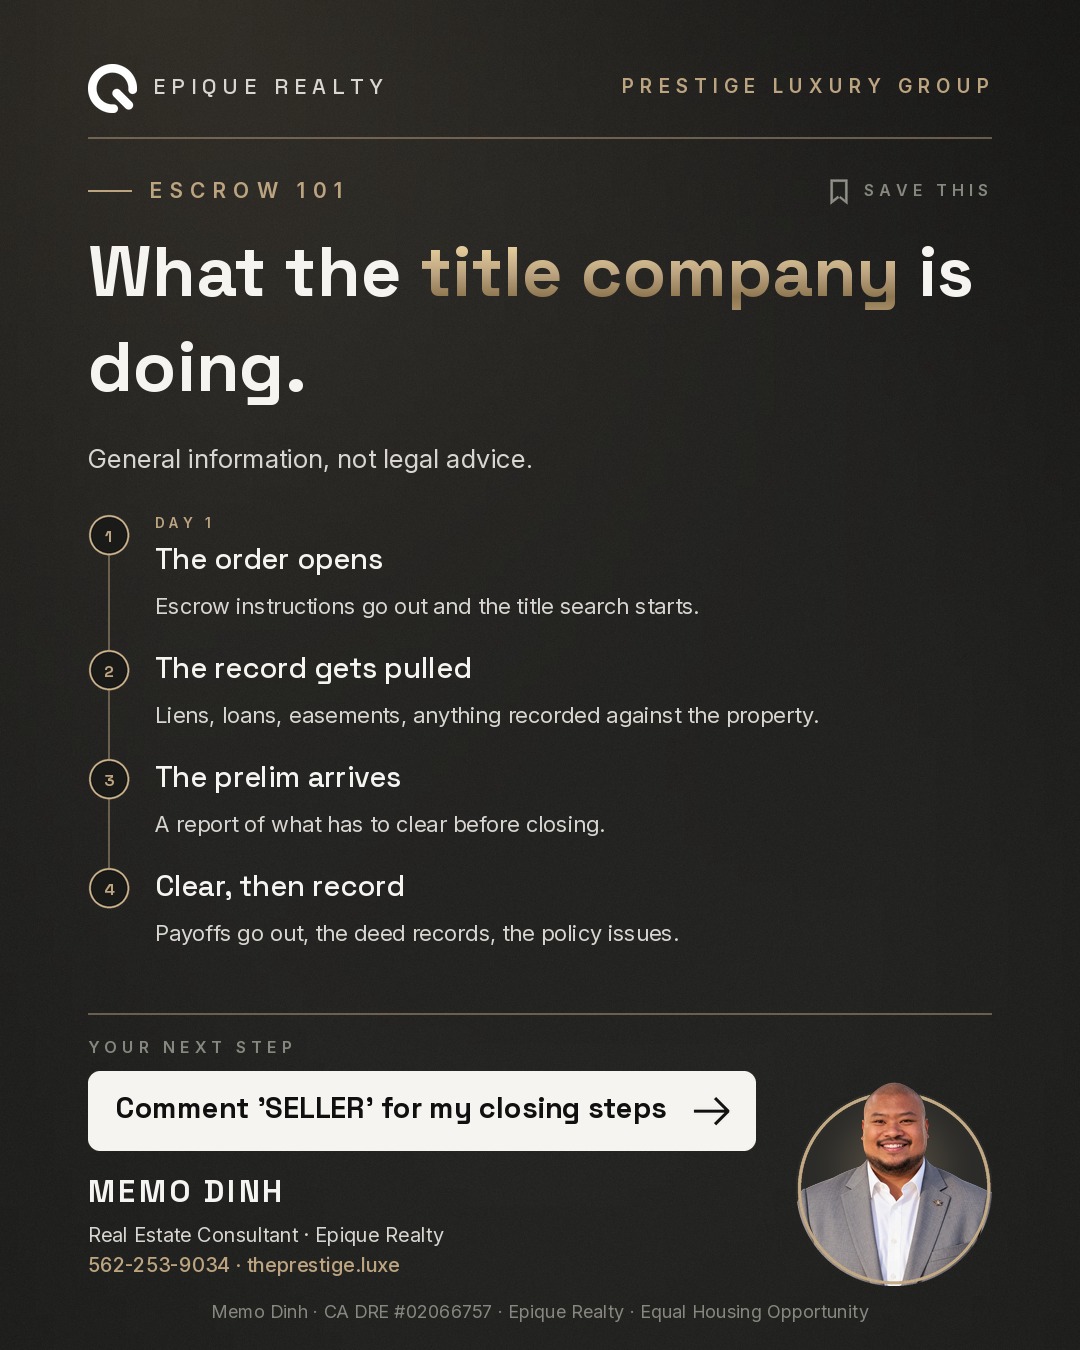 EPIQUE REALTY
PRESTIGE LUXURY GROUP
ESCROW 101
SAVE THIS
What the title company is
doing.
General information, not legal advice.
1
DAY 1
The order opens
Escrow instructions go out and the title search starts.
2
The record gets pulled
Liens, loans, easements, anything recorded against the property.
3
The prelim arrives
A report of what has to clear before closing.
4
Clear, then record
Payoffs go out, the deed records, the policy issues.
YOUR NEXT STEP
Comment ’SELLER’ for my closing steps
MEMO DINH
Real Estate Consultant · Epique Realty
562-253-9034 · theprestige.luxe
Memo Dinh · CA DRE #02066757 · Epique Realty · Equal Housing Opportunity